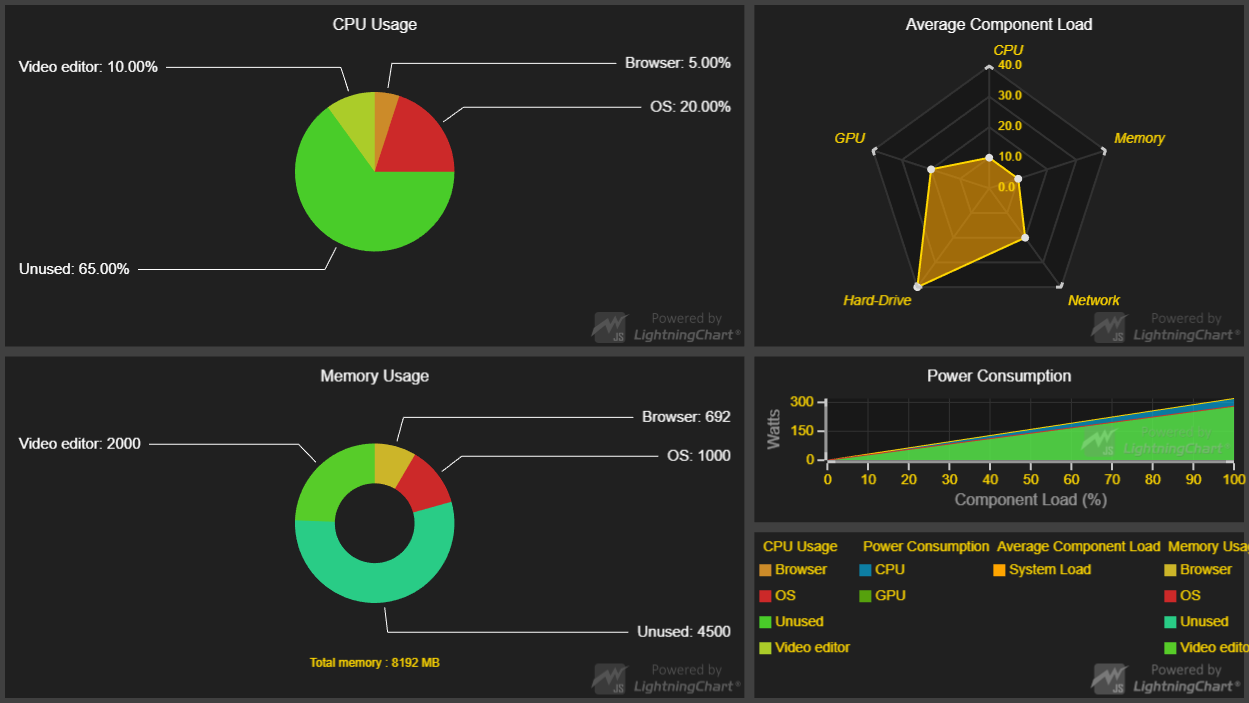 CPU Usage
Video editor: 10.00%
Browser: 5.00%
OS: 20.00%
Unused: 65.00%
Powered by
JS LightningChart®
Average Component Load
CPU
40.0
30.0
GPU
Memory
20.0
10.0
0.0
Hard-Drive
Network
Powered by
JS LightningChart®
Memory Usage
Browser: 692
Video editor: 2000
OS: 1000
Unused: 4500
Total memory : 8192 MB
Powered by
JS LightningChart®
Power Consumption
Watts
300
150
0
Powered by
JS LightningChart®
0 10 20 30 40 50 60 70 80 90 100
Component Load (%)
CPU Usage Power Consumption Average Component Load Memory Usa
Browser CPU System Load Browser
OS GPU OS
Unused Unused
Video editor Video edito
Powered by
JS LightningChart®